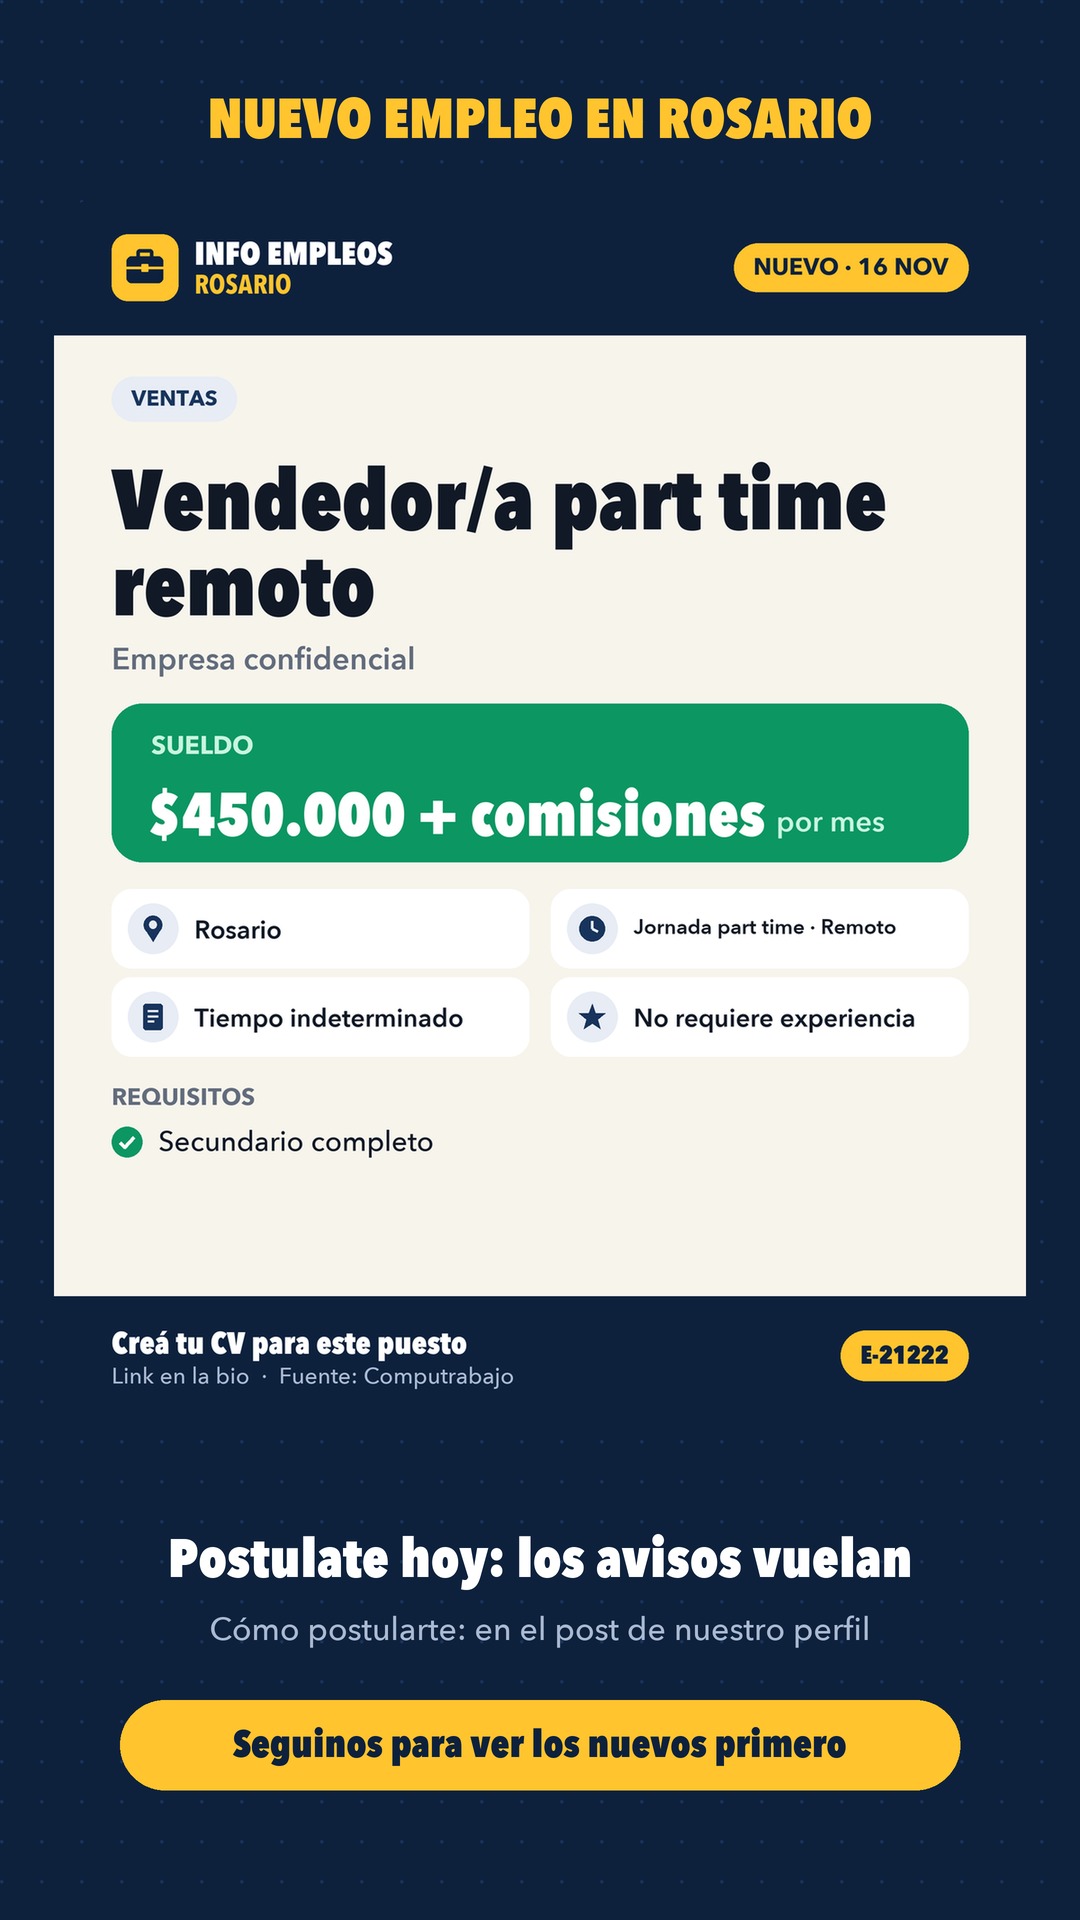 NUEVO EMPLEO EN ROSARIO
INFO EMPLEOS
ROSARIO
NUEVO · 16 NOV
VENTAS
Vendedor/a part time
remoto
Empresa confidencial
SUELDO
$450.000 + comisiones por mes
Rosario
Jornada part time · Remoto
Tiempo indeterminado
No requiere experiencia
REQUISITOS
Secundario completo
Creá tu CV para este puesto
Link en la bio · Fuente: Computrabajo
E-21222
Postulate hoy: los avisos vuelan
Cómo postularte: en el post de nuestro perfil
Seguinos para ver los nuevos primero